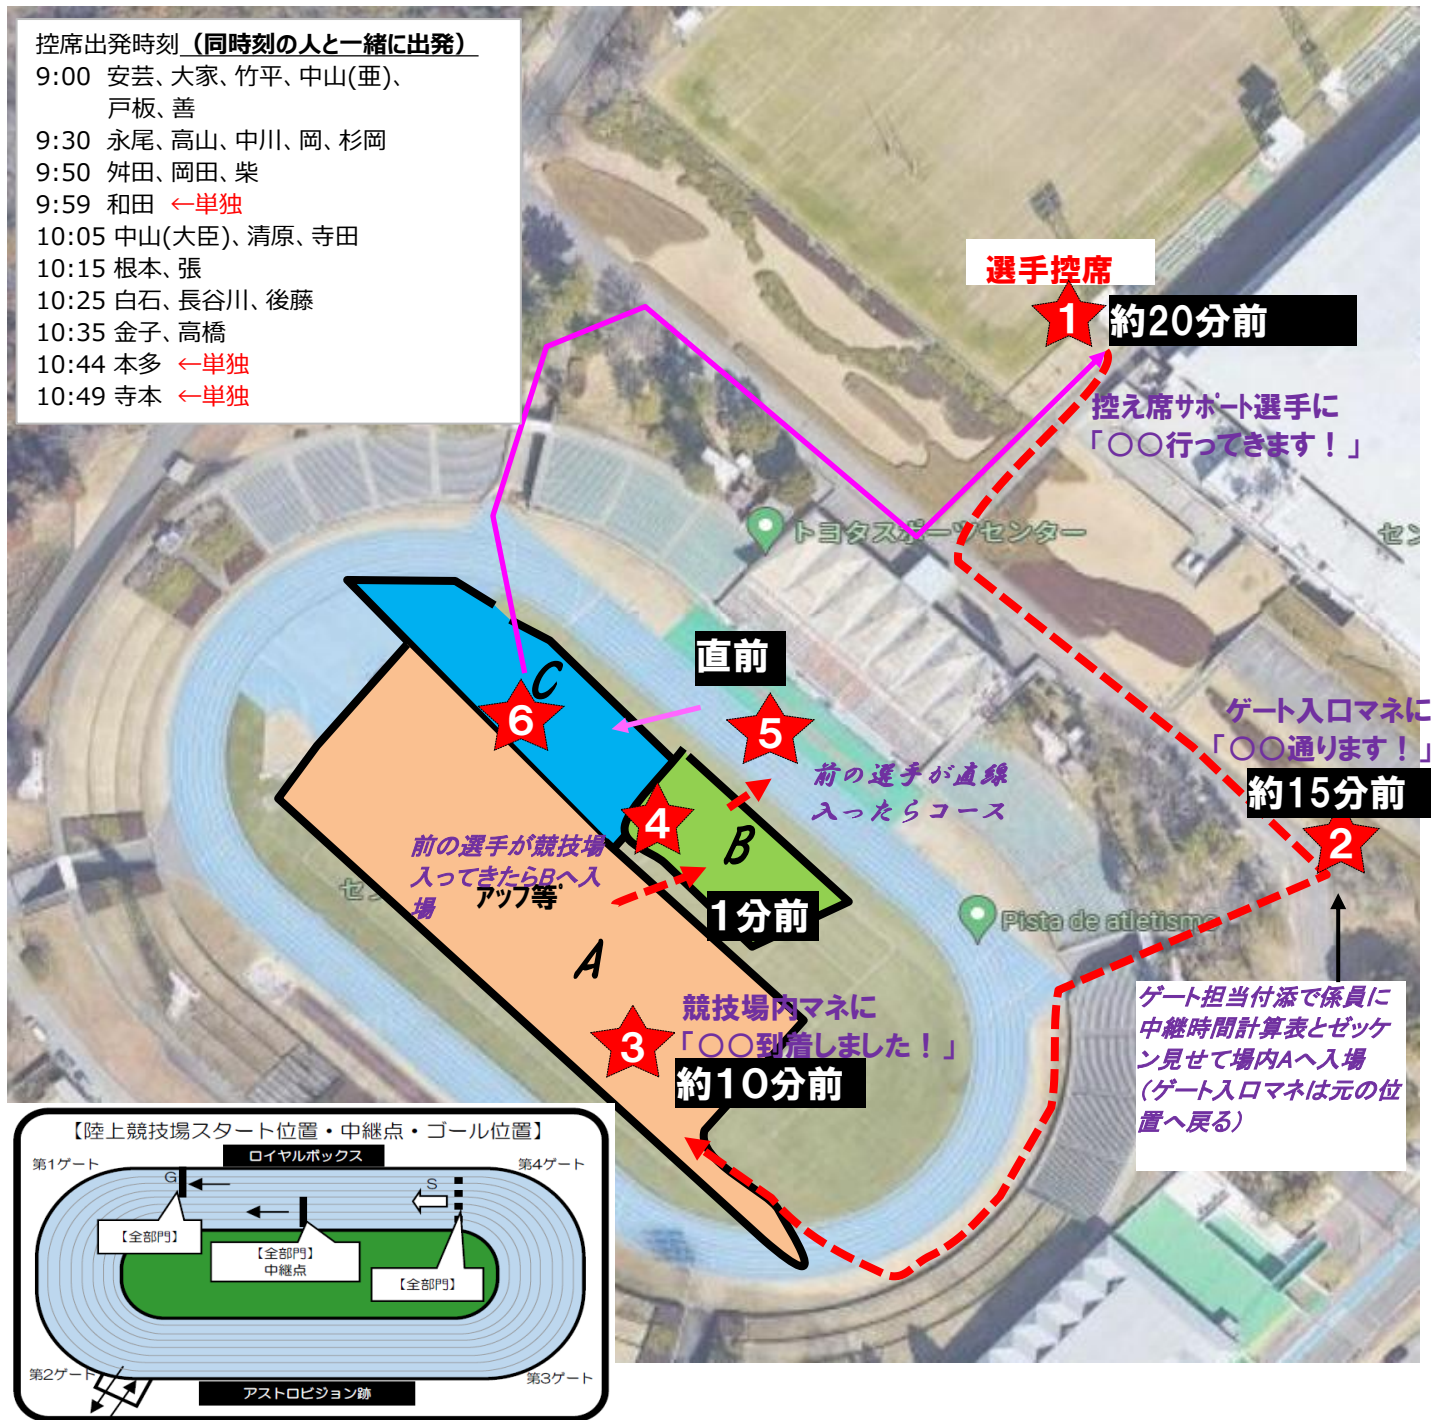 控席出発時刻（同時刻の人と一緒に出発）
9:00 安芸、大家、竹平、中山(亜)、
戸板、善
9:30 永尾、高山、中川、岡、杉岡
9:50 舛田、岡田、柴
9:59 和田 ←単独
10:05 中山(大臣)、清原、寺田
10:15 根本、張
10:25 白石、長谷川、後藤
10:35 金子、高橋
10:44 本多 ←単独
10:49 寺本 ←単独
選手控席
1
約20分前
控え席サポート選手に
「〇〇行ってきます！」
トヨタスポーツセンター
セン
直前
C
6
5
ゲート入口マネに
「〇〇通ります！」
約15分前
2
前の選手が直線
入ったらコース
4
B
前の選手が競技場
入ってきたらBへ入
場
アップ等
1分前
セ
Pista de atletismo
A
競技場内マネに
「〇〇到着しました！」
3
約10分前
ゲート担当付添で係員に
中継時間計算表とゼッケ
ン見せて場内Aへ入場
(ゲート入口マネは元の位
置へ戻る)
【陸上競技場スタート位置・中継点・ゴール位置】
ロイヤルボックス
第1ゲート
第4ゲート
G
S
【全部門】
【全部門】
中継点
【全部門】
第2ゲート
第3ゲート
アストロビジョン跡